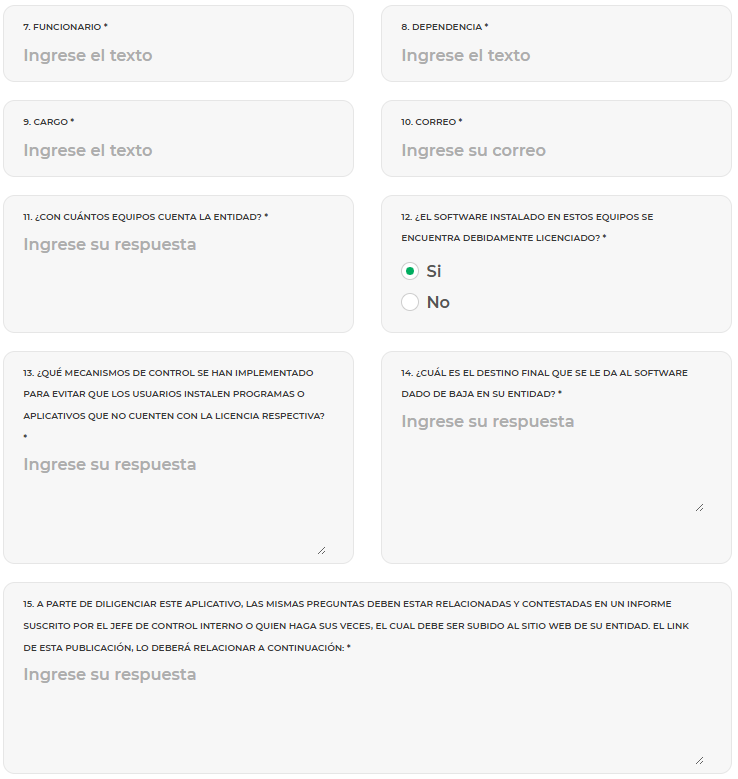 7. FUNCIONARIO *
Ingrese el texto
8. DEPENDENCIA *
Ingrese el texto
9. CARGO *
Ingrese el texto
10. CORREO *
Ingrese su correo
11. ¿CON CUÁNTOS EQUIPOS CUENTA LA ENTIDAD? *
Ingrese su respuesta
12. ¿EL SOFTWARE INSTALADO EN ESTOS EQUIPOS SE
ENCUENTRA DEBIDAMENTE LICENCIADO? *
Si
No
13. ¿QUÉ MECANISMOS DE CONTROL SE HAN IMPLEMENTADO
PARA EVITAR QUE LOS USUARIOS INSTALEN PROGRAMAS O
APLICATIVOS QUE NO CUENTEN CON LA LICENCIA RESPECTIVA?
*
Ingrese su respuesta
14. ¿CUÁL ES EL DESTINO FINAL QUE SE LE DA AL SOFTWARE
DADO DE BAJA EN SU ENTIDAD? *
Ingrese su respuesta
15. A PARTE DE DILIGENCIAR ESTE APLICATIVO, LAS MISMAS PREGUNTAS DEBEN ESTAR RELACIONADAS Y CONTESTADAS EN UN INFORME
SUSCRITO POR EL JEFE DE CONTROL INTERNO O QUIEN HAGA SUS VECES, EL CUAL DEBE SER SUBIDO AL SITIO WEB DE SU ENTIDAD. EL LINK
DE ESTA PUBLICACIÓN, LO DEBERÁ RELACIONAR A CONTINUACIÓN: *
Ingrese su respuesta